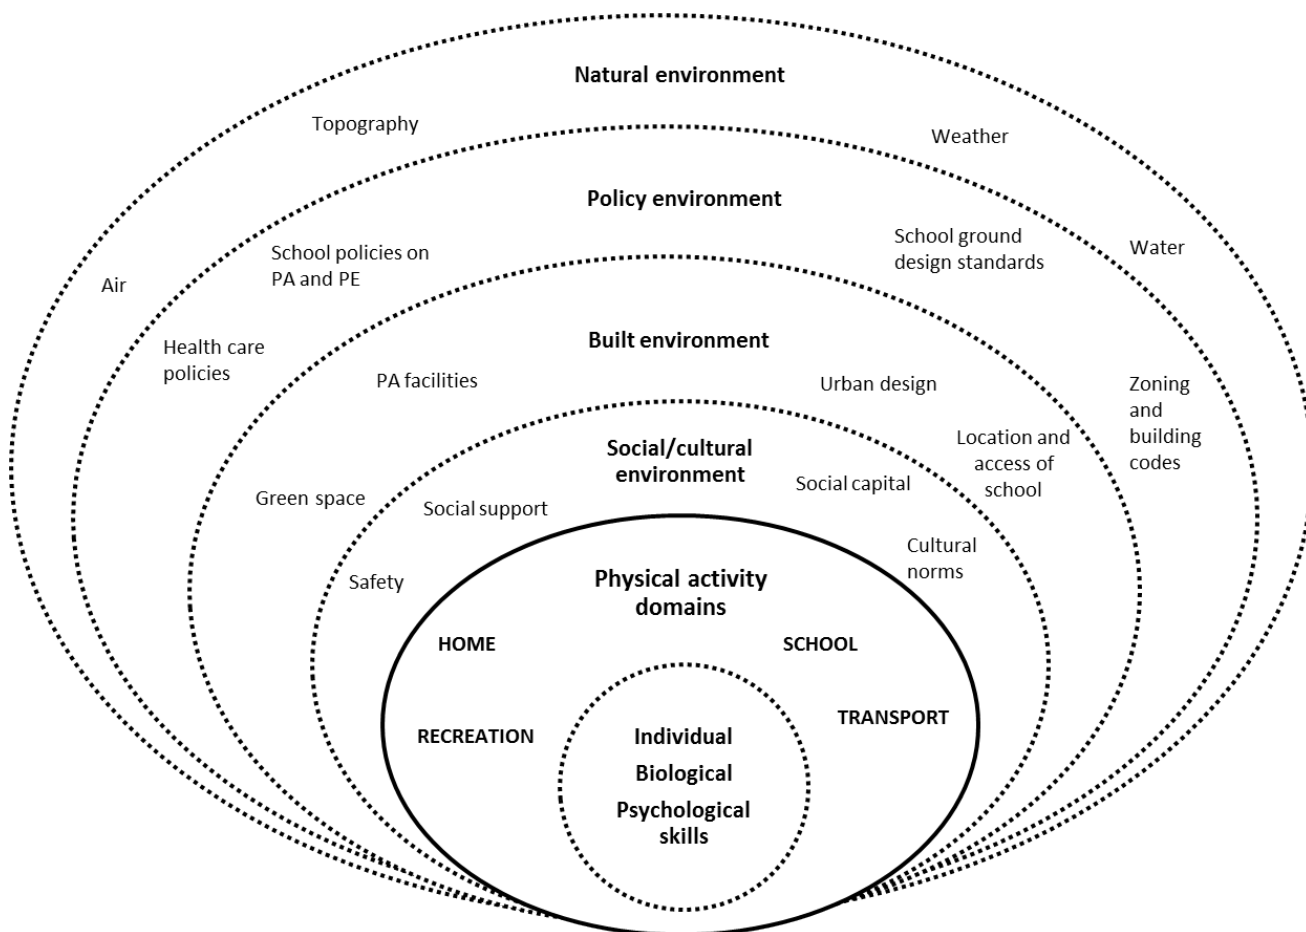 Natural environment
Topography
Weather
Policy environment
School policies on
PA and PE
School ground
design standards
Water
Air
Health care
policies
Built environment
PA facilities
Urban design
Zoning
and
building
codes
Social/cultural
environment
Location and
access of
school
Green space
Social support
Social capital
Safety
Cultural
norms
Physical activity
domains
HOME
SCHOOL
RECREATION
TRANSPORT
Individual
Biological
Psychological
skills